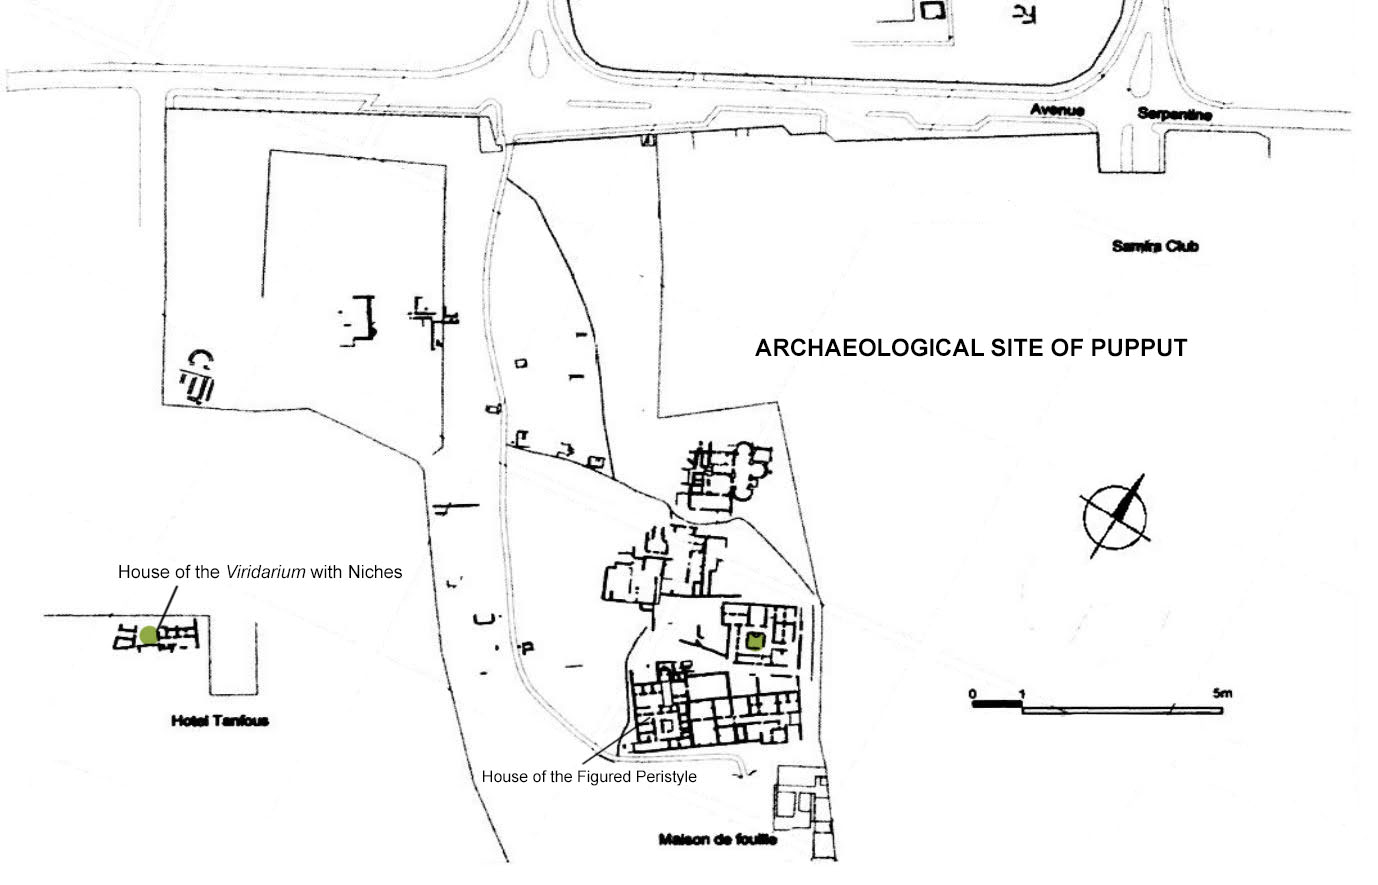 Avenue Serpentine
Samira Club
ARCHAEOLOGICAL SITE OF PUPPUT
House of the Viridarium with Niches
0 1 5m
Hotel Tanfous
House of the Figured Peristyle
Maison de fouille